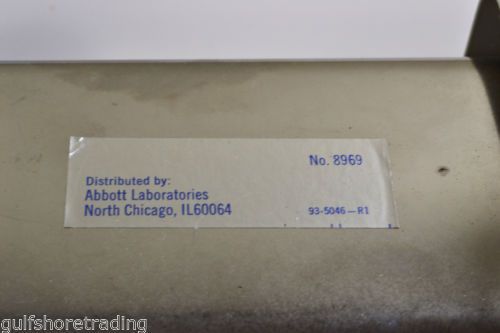 No. 8969
Distributed by:
Abbott Laboratories
North Chicago, IL60064
93-5046-R1
gulfshoretrading